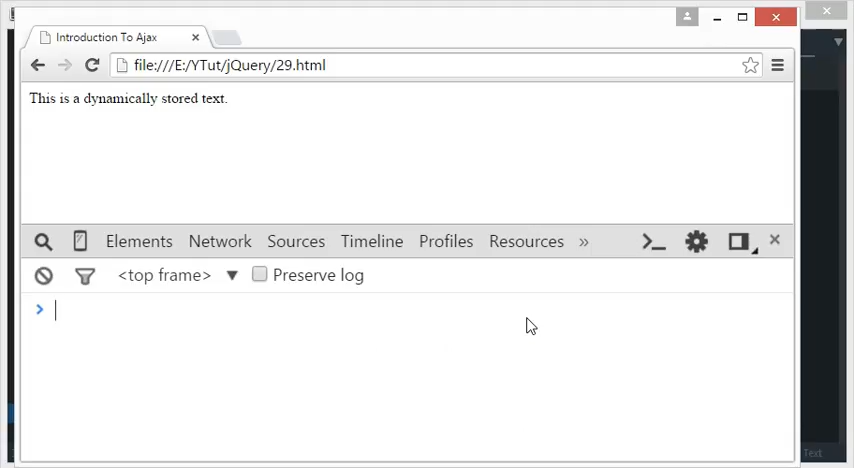 Introduction To Ajax
file:///E:/YTut/jQuery/29.html
This is a dynamically stored text.
Elements Network Sources Timeline Profiles Resources »
<top frame> ▼ Preserve log
>
Text